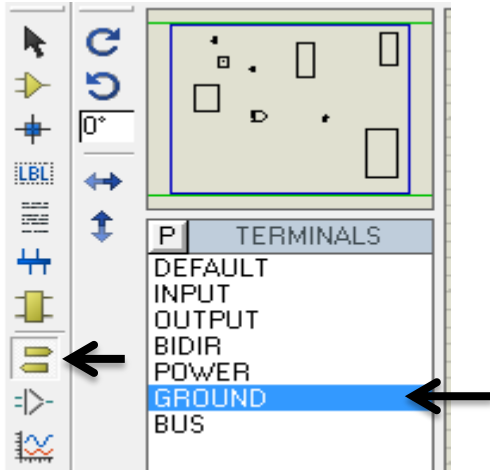 0°
LBL
P TERMINALS
DEFAULT
INPUT
OUTPUT
BIDIR
POWER
GROUND
BUS